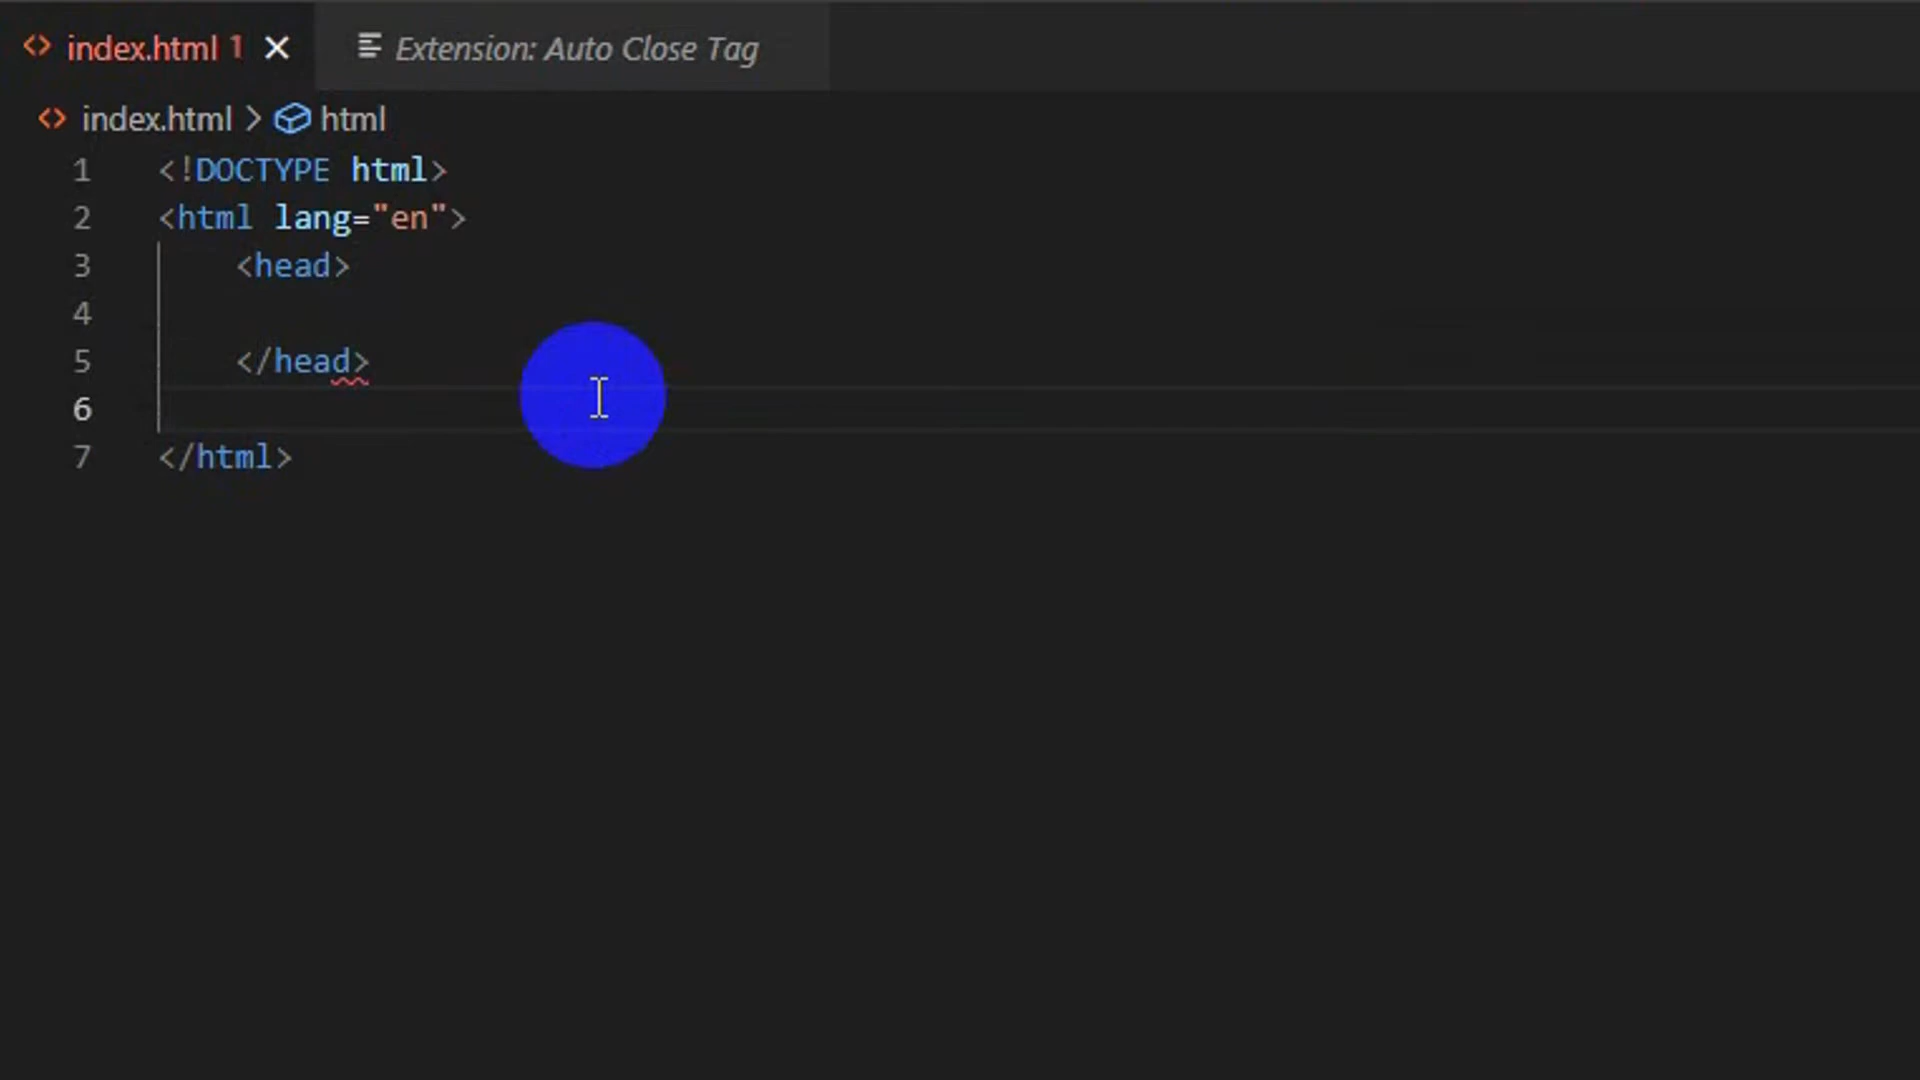 index.html 1 Extension: Auto Close Tag
index.html > html
1 <!DOCTYPE html>
2 <html lang="en">
3 <head>
4
5 </head>
6
7 </html>